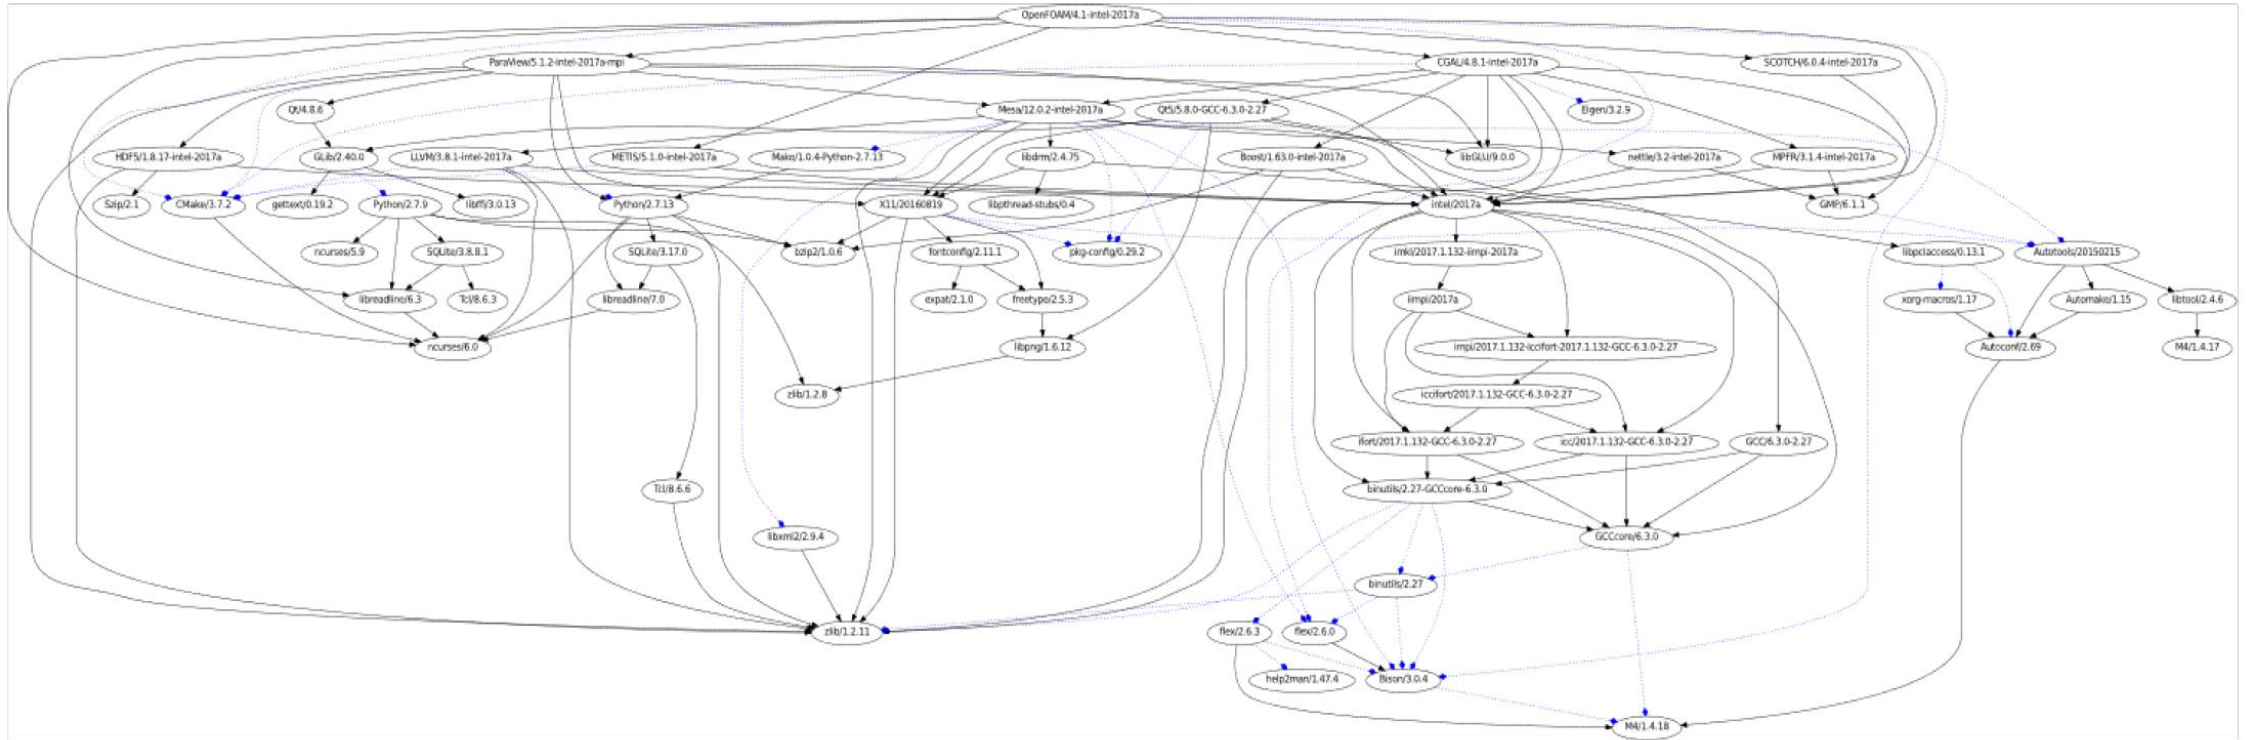 OpenFOAM/4.1-intel-2017a
ParaView/5.1.2-intel-2017a-mpi
CGAL/4.8.1-intel-2017a
SCOTCH/6.0.4-intel-2017a
Qt/4.8.6
Mesa/12.0.2-intel-2017a
Qt5/5.8.0-GCC-6.3.0-2.27
Eigen/3.2.9
HDF5/1.8.17-intel-2017a
GLib/2.40.0
LLVM/3.8.1-intel-2017a
METIS/5.1.0-intel-2017a
Mako/1.0.4-Python-2.7.13
libdrm/2.4.75
Boost/1.63.0-intel-2017a
libGLU/9.0.0
nettle/3.2-intel-2017a
MPFR/3.1.4-intel-2017a
Szip/2.1
CMake/3.7.2
gettext/0.19.2
Python/2.7.9
libffi/3.0.13
Python/2.7.13
X11/20160819
libpthread-stubs/0.4
intel/2017a
GMP/6.1.1
ncurses/5.9
SQLite/3.8.8.1
SQLite/3.17.0
bzip2/1.0.6
fontconfig/2.11.1
pkg-config/0.29.2
imkl/2017.1.132-iimpi-2017a
libpciaccess/0.13.1
Autotools/20150215
libreadline/6.3
Tcl/8.6.3
libreadline/7.0
expat/2.1.0
freetype/2.5.3
iimpi/2017a
xorg-macros/1.17
Automake/1.15
libtool/2.4.6
ncurses/6.0
libpng/1.6.12
impi/2017.1.132-iccifort-2017.1.132-GCC-6.3.0-2.27
Autoconf/2.69
M4/1.4.17
zlib/1.2.8
iccifort/2017.1.132-GCC-6.3.0-2.27
ifort/2017.1.132-GCC-6.3.0-2.27
icc/2017.1.132-GCC-6.3.0-2.27
GCC/6.3.0-2.27
Tcl/8.6.6
binutils/2.27-GCCcore-6.3.0
libxml2/2.9.4
GCCcore/6.3.0
binutils/2.27
zlib/1.2.11
flex/2.6.3
flex/2.6.0
help2man/1.47.4
Bison/3.0.4
M4/1.4.18